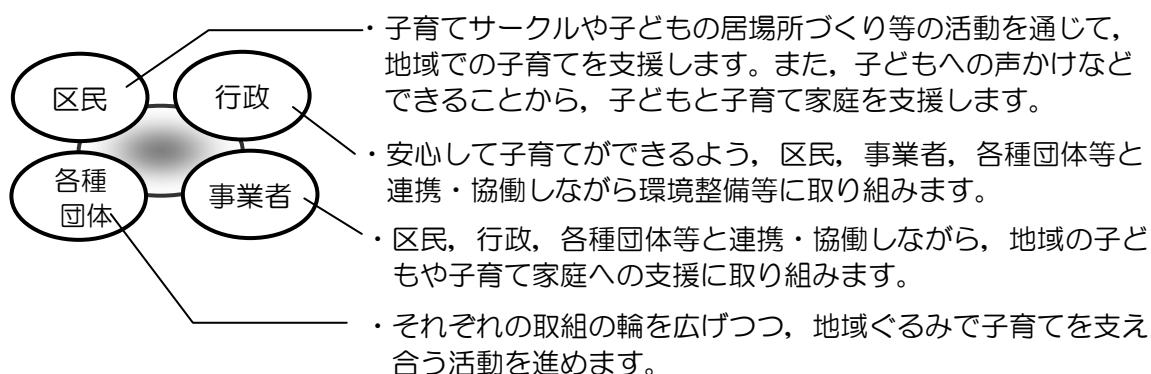 区民
行政
各種
団体
事業者
・子育てサークルや子どもの居場所づくり等の活動を通じて，
地域での子育てを支援します。また，子どもへの声かけなど
できることから，子どもと子育て家庭を支援します。
・安心して子育てができるよう，区民，事業者，各種団体等と
連携・協働しながら環境整備等に取り組みます。
・区民，行政，各種団体等と連携・協働しながら，地域の子ど
もや子育て家庭への支援に取り組みます。
・それぞれの取組の輪を広げつつ，地域ぐるみで子育てを支え
合う活動を進めます。